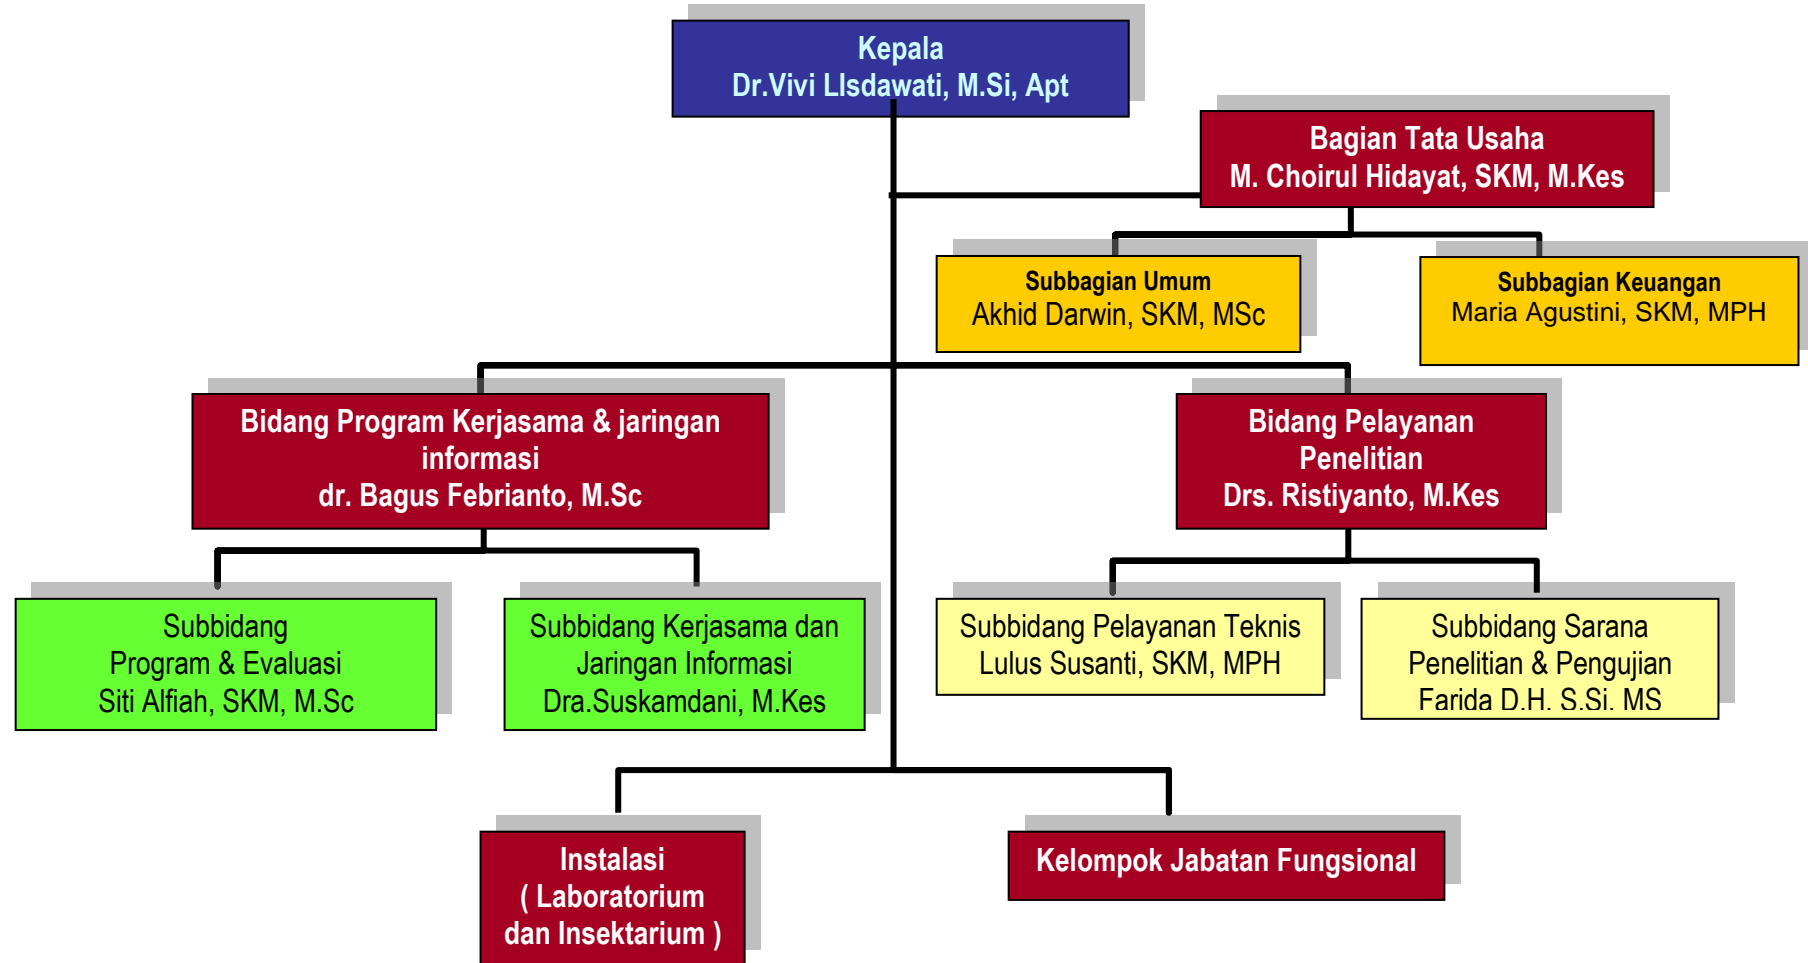 Kepala
Dr.Vivi LIsdawati, M.Si, Apt
Bagian Tata Usaha
M. Choirul Hidayat, SKM, M.Kes
Subbagian Umum
Akhid Darwin, SKM, MSc
Subbagian Keuangan
Maria Agustini, SKM, MPH
Bidang Program Kerjasama & jaringan
informasi
dr. Bagus Febrianto, M.Sc
Bidang Pelayanan
Penelitian
Drs. Ristiyanto, M.Kes
Subbidang
Program & Evaluasi
Siti Alfiah, SKM, M.Sc
Subbidang Kerjasama dan
Jaringan Informasi
Dra.Suskamdani, M.Kes
Subbidang Pelayanan Teknis
Lulus Susanti, SKM, MPH
Subbidang Sarana
Penelitian & Pengujian
Farida D.H. S.Si. MS
Instalasi
( Laboratorium
dan Insektarium )
Kelompok Jabatan Fungsional